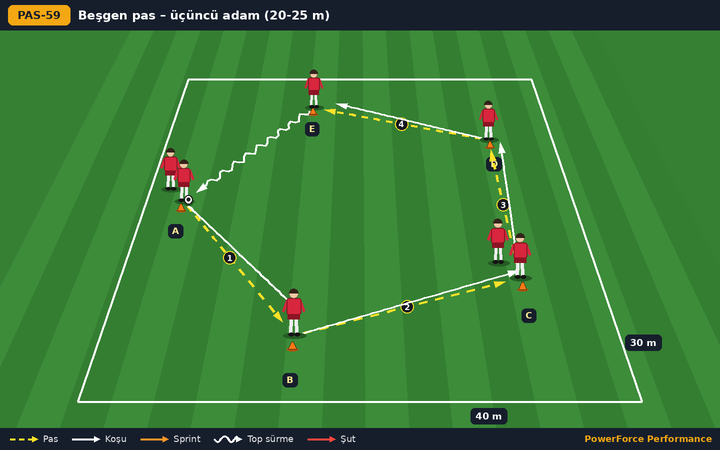 PAS-59 Beşgen pas – üçüncü adam (20-25 m)
E
4
D
3
A
1
2
C
B
30 m
40 m
Pas Koşu Sprint Top sürme Şut PowerForce Performance